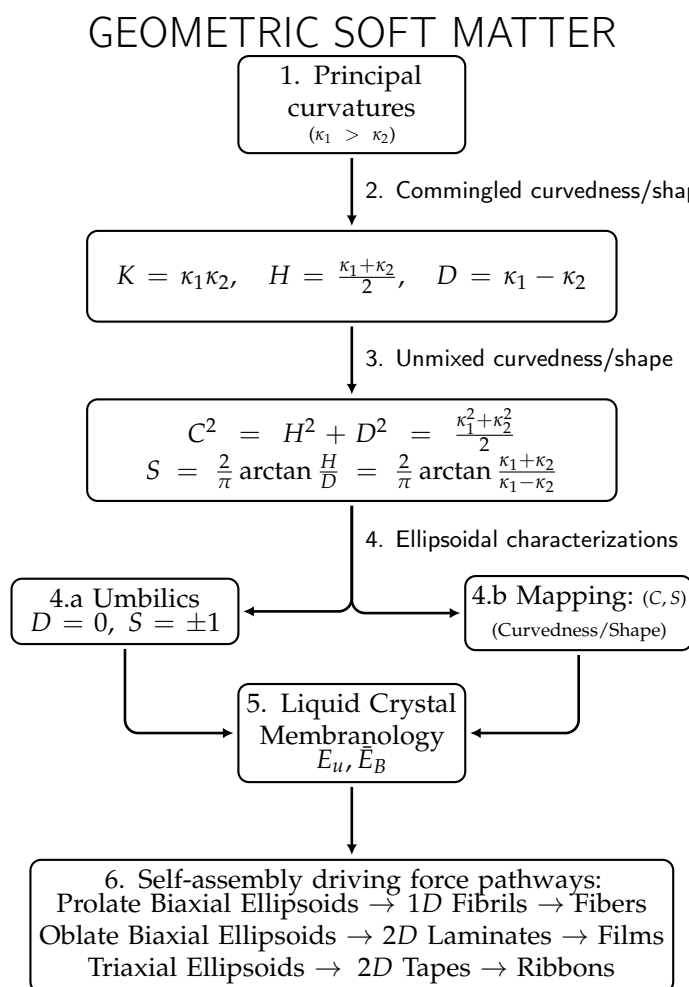 GEOMETRIC SOFT MATTER
1. Principal
curvatures
(κ₁ > κ₂)
2. Commingled curvedness/shap
K = κ₁κ₂, H = (κ₁+κ₂)/2, D = κ₁ − κ₂
3. Unmixed curvedness/shape
C² = H² + D² = (κ₁²+κ₂²)/2
S = (2/π) arctan (H/D) = (2/π) arctan (κ₁+κ₂)/(κ₁−κ₂)
4. Ellipsoidal characterizations
4.a Umbilics
D = 0, S = ±1
4.b Mapping: (C, S)
(Curvedness/Shape)
5. Liquid Crystal
Membranology
E_u, Ē_B
6. Self-assembly driving force pathways:
Prolate Biaxial Ellipsoids → 1D Fibrils → Fibers
Oblate Biaxial Ellipsoids → 2D Laminates → Films
Triaxial Ellipsoids → 2D Tapes → Ribbons